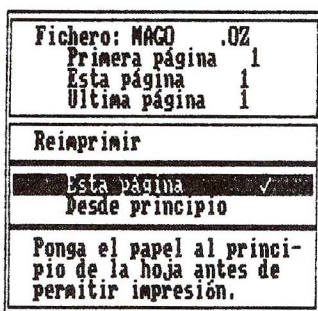 Fichero: MAGO .OZ
Primera página 1
Esta página 1
Ultima página 1
Reimprimir
Esta página ✓
Desde principio
Ponga el papel al princi-
pio de la hoja antes de
permitir impresión.